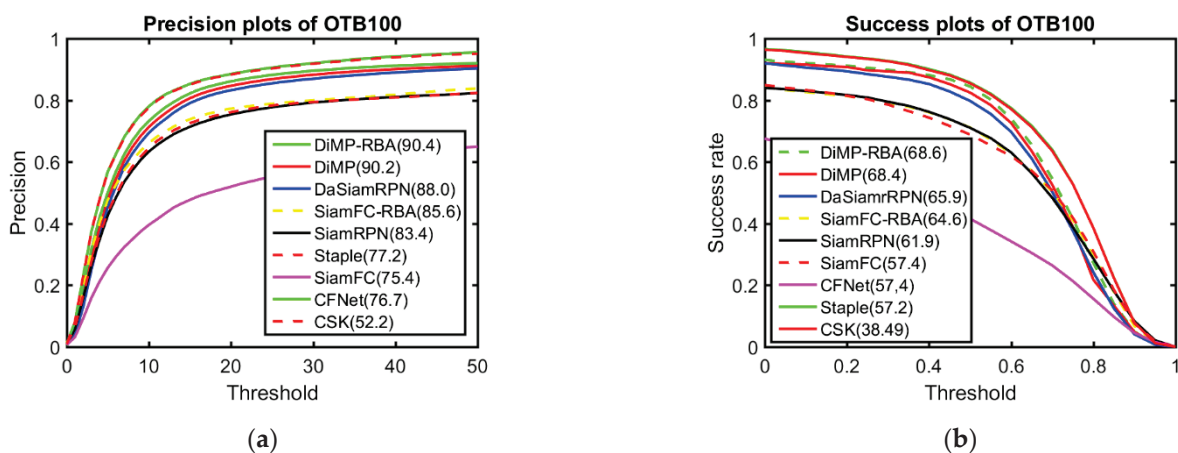 Precision plots of OTB100
1
0.8
0.6
0.4
0.2
0
Precision
DiMP-RBA(90.4)
DiMP(90.2)
DaSiamRPN(88.0)
SiamFC-RBA(85.6)
SiamRPN(83.4)
Staple(77.2)
SiamFC(75.4)
CFNet(76.7)
CSK(52.2)
0 10 20 30 40 50
Threshold
(a)
Success plots of OTB100
1
0.8
0.6
0.4
0.2
0
Success rate
DiMP-RBA(68.6)
DiMP(68.4)
DaSiamrRPN(65.9)
SiamFC-RBA(64.6)
SiamRPN(61.9)
SiamFC(57.4)
CFNet(57,4)
Staple(57.2)
CSK(38.49)
0 0.2 0.4 0.6 0.8 1
Threshold
(b)